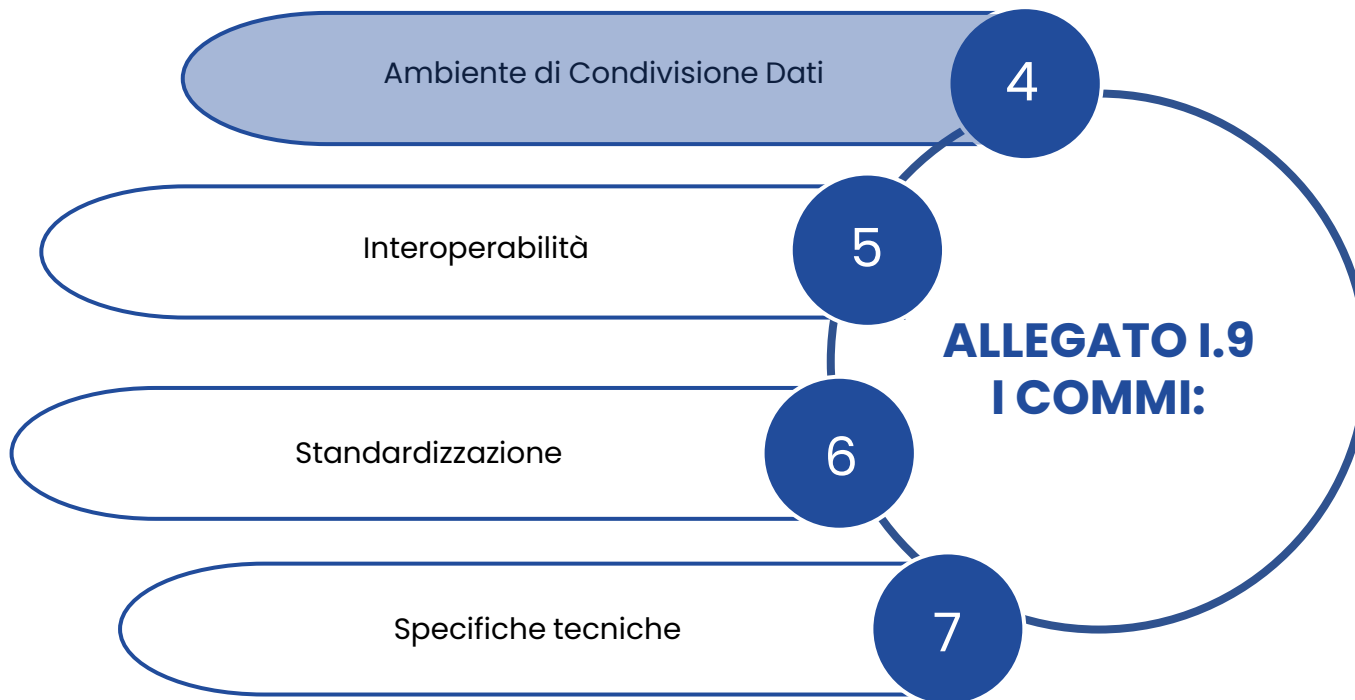 Ambiente di Condivisione Dati
4
Interoperabilità
5
ALLEGATO I.9
I COMMI:
Standardizzazione
6
Specifiche tecniche
7